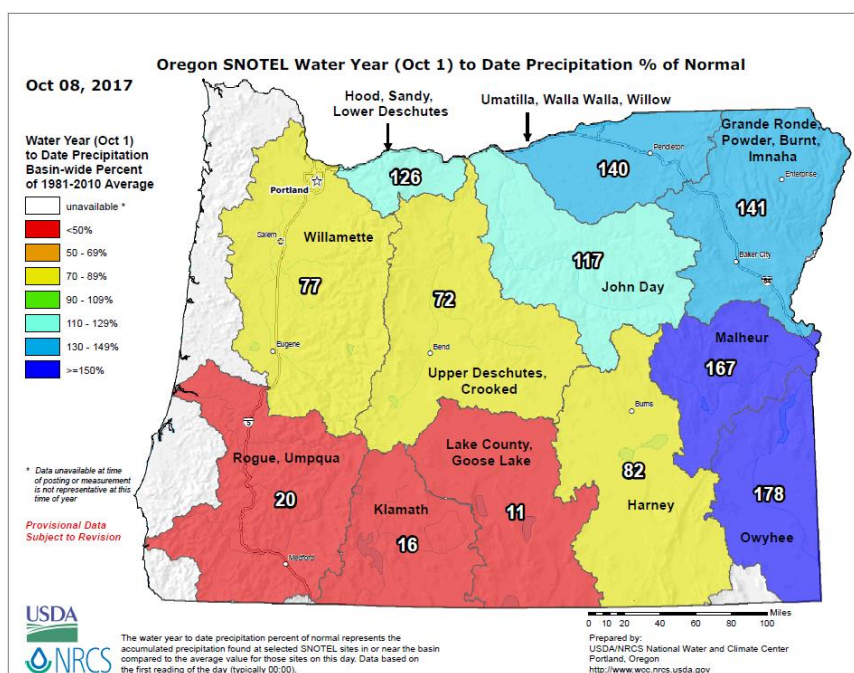 Oregon SNOTEL Water Year (Oct 1) to Date Precipitation % of Normal
Oct 08, 2017
Water Year (Oct 1)
to Date Precipitation
Basin-wide Percent
of 1981-2010 Average
unavailable *
<50%
50 - 69%
70 - 89%
90 - 109%
110 - 129%
130 - 149%
>=150%
* Data unavailable at time
of posting or measurement
is not representative at this
time of year
Provisional Data
Subject to Revision
Hood, Sandy,
Lower Deschutes
126
Umatilla, Walla Walla, Willow
140
Pendleton
Grande Ronde,
Powder, Burnt,
Imnaha
Enterprise
141
Baker City
84
Portland
Salem
Willamette
77
Eugene
72
Bend
Upper Deschutes,
Crooked
117
John Day
Malheur
167
Burns
82
Harney
178
Owyhee
5
Rogue, Umpqua
20
Medford
Klamath
16
Lake County,
Goose Lake
11
Miles
0 10 20 40 60 80 100
USDA
NRCS
The water year to date precipitation percent of normal represents the
accumulated precipitation found at selected SNOTEL sites in or near the basin
compared to the average value for those sites on this day. Data based on
the first reading of the day (typically 00:00).
Prepared by:
USDA/NRCS National Water and Climate Center
Portland, Oregon
http://www.wcc.nrcs.usda.gov